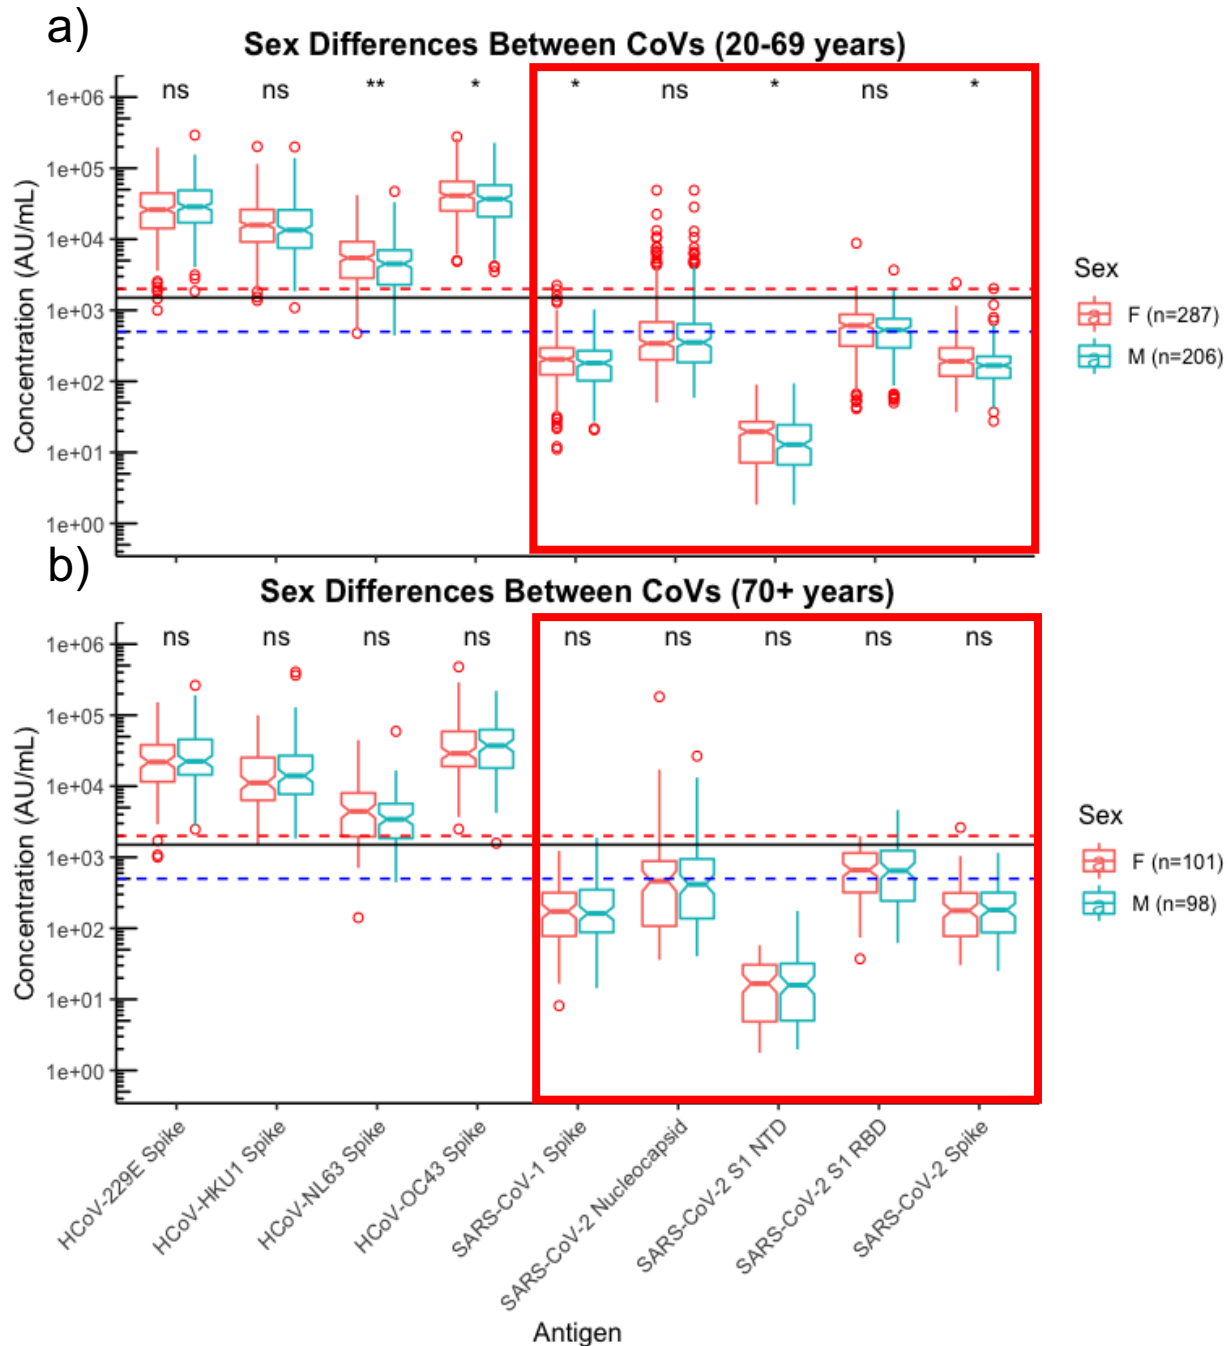 a)
Sex Differences Between CoVs (20-69 years)
ns ns ** * * ns * ns *
1e+06
1e+05
1e+04
1e+03
1e+02
1e+01
1e+00
Concentration (AU/mL)
Sex
F (n=287)
M (n=206)
b)
Sex Differences Between CoVs (70+ years)
ns ns ns ns ns ns ns ns ns
1e+06
1e+05
1e+04
1e+03
1e+02
1e+01
1e+00
Concentration (AU/mL)
Sex
F (n=101)
M (n=98)
HCoV-229E Spike
HCoV-HKU1 Spike
HCoV-NL63 Spike
HCoV-OC43 Spike
SARS-CoV-1 Spike
SARS-CoV-2 Nucleocapsid
SARS-CoV-2 S1 NTD
SARS-CoV-2 S1 RBD
SARS-CoV-2 Spike
Antigen